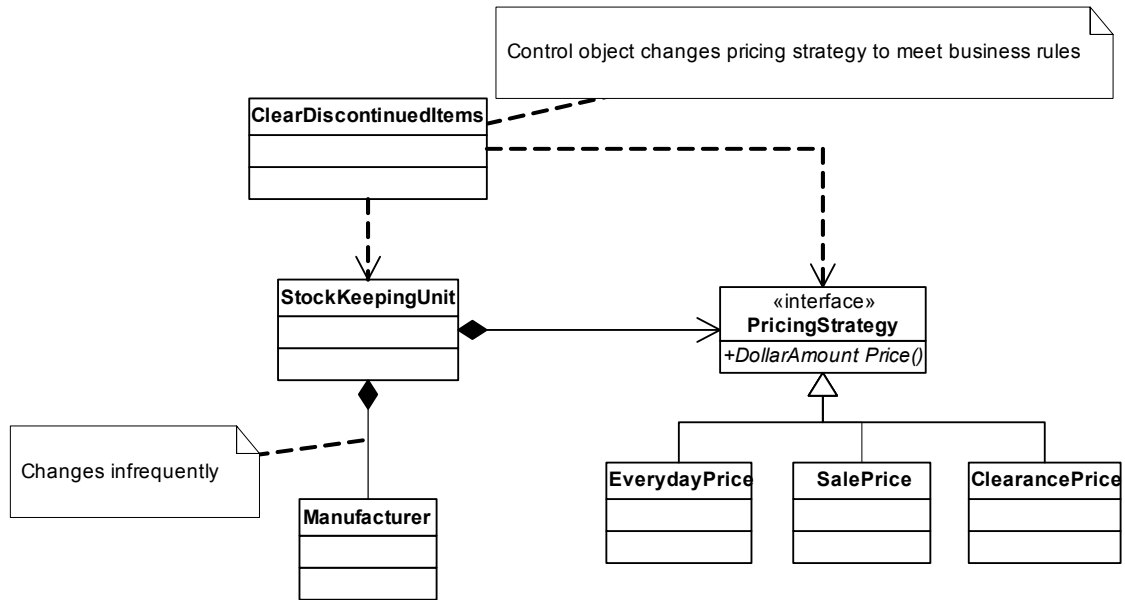 Control object changes pricing strategy to meet business rules
ClearDiscontinuedItems
StockKeepingUnit
«interface»
PricingStrategy
+DollarAmount Price()
Changes infrequently
EverydayPrice
SalePrice
ClearancePrice
Manufacturer